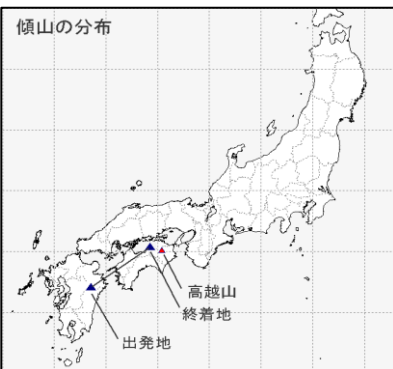 傾山の分布
高越山
終着地
出発地